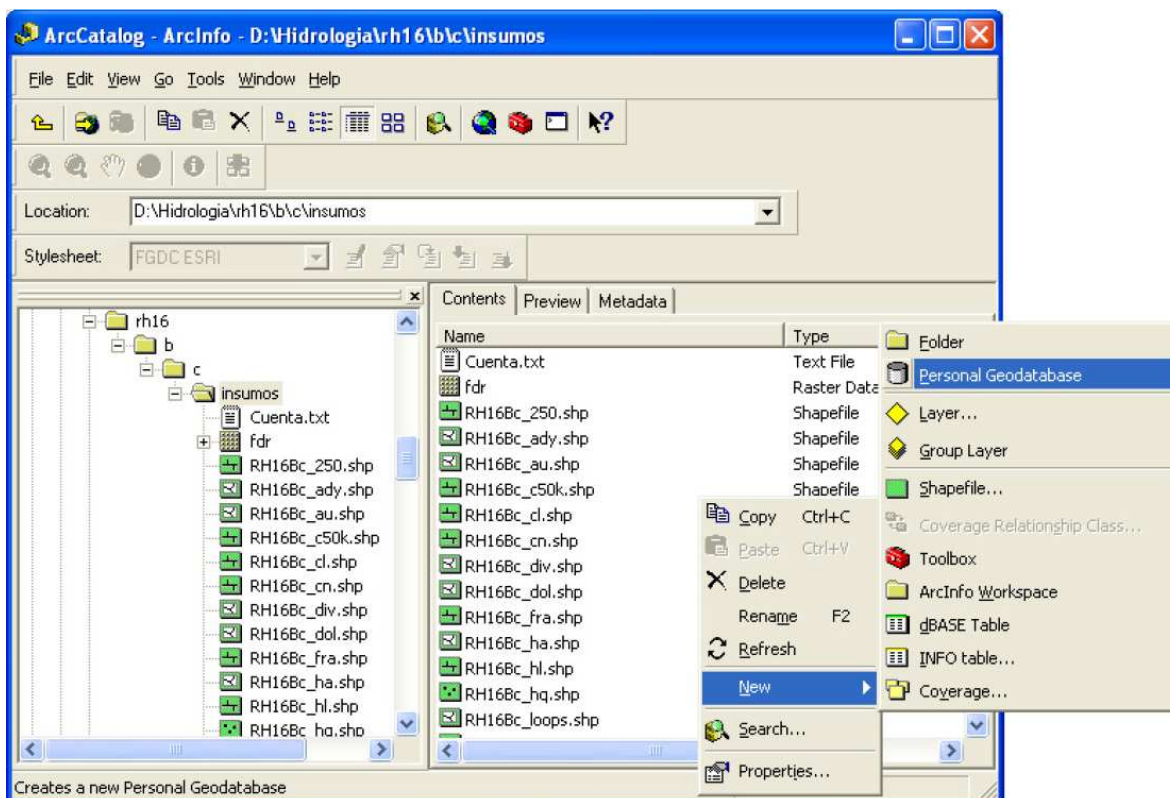 ArcCatalog - ArcInfo - D:\Hidrologia\rh16\b\c\insumos
File Edit View Go Tools Window Help
Location: D:\Hidrologia\rh16\b\c\insumos
Stylesheet: FGDC ESRI
rh16
b
c
insumos
Cuenta.txt
fdr
RH16Bc_250.shp
RH16Bc_ady.shp
RH16Bc_au.shp
RH16Bc_c50k.shp
RH16Bc_cl.shp
RH16Bc_cn.shp
RH16Bc_div.shp
RH16Bc_dol.shp
RH16Bc_fra.shp
RH16Bc_ha.shp
RH16Bc_hl.shp
RH16Bc_hq.shp
Contents Preview Metadata
Name Type
Cuenta.txt Text File
fdr Raster Data
RH16Bc_250.shp Shapefile
RH16Bc_ady.shp Shapefile
RH16Bc_au.shp Shapefile
RH16Bc_c50k.shp Shapefile
RH16Bc_cl.shp
RH16Bc_cn.shp
RH16Bc_div.shp
RH16Bc_dol.shp
RH16Bc_fra.shp
RH16Bc_ha.shp
RH16Bc_hl.shp
RH16Bc_hq.shp
RH16Bc_loops.shp
Copy Ctrl+C
Paste Ctrl+V
Delete
Rename F2
Refresh
New
Search...
Properties...
Folder
Personal Geodatabase
Layer...
Group Layer
Shapefile...
Coverage Relationship Class...
Toolbox
ArcInfo Workspace
dBASE Table
INFO table...
Coverage...
Creates a new Personal Geodatabase